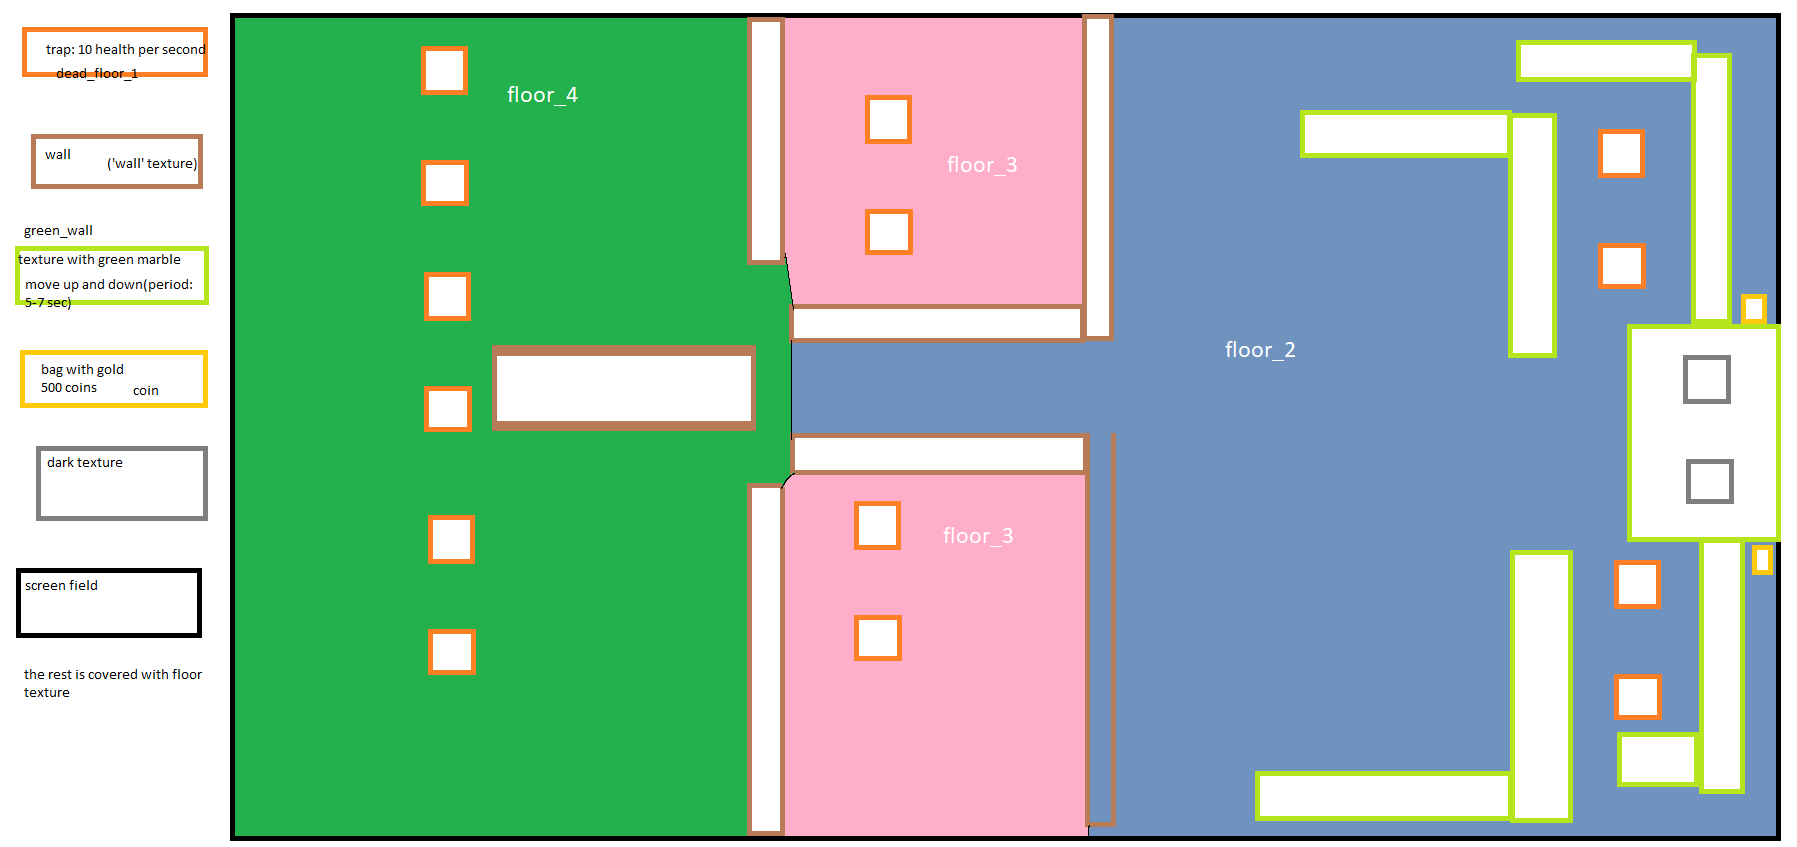 trap: 10 health per second
dead_floor_1
wall
('wall' texture)
green_wall
texture with green marble
move up and down(period:
5-7 sec)
bag with gold
500 coins
coin
dark texture
screen field
the rest is covered with floor
texture
floor_4
floor_3
floor_2
floor_3